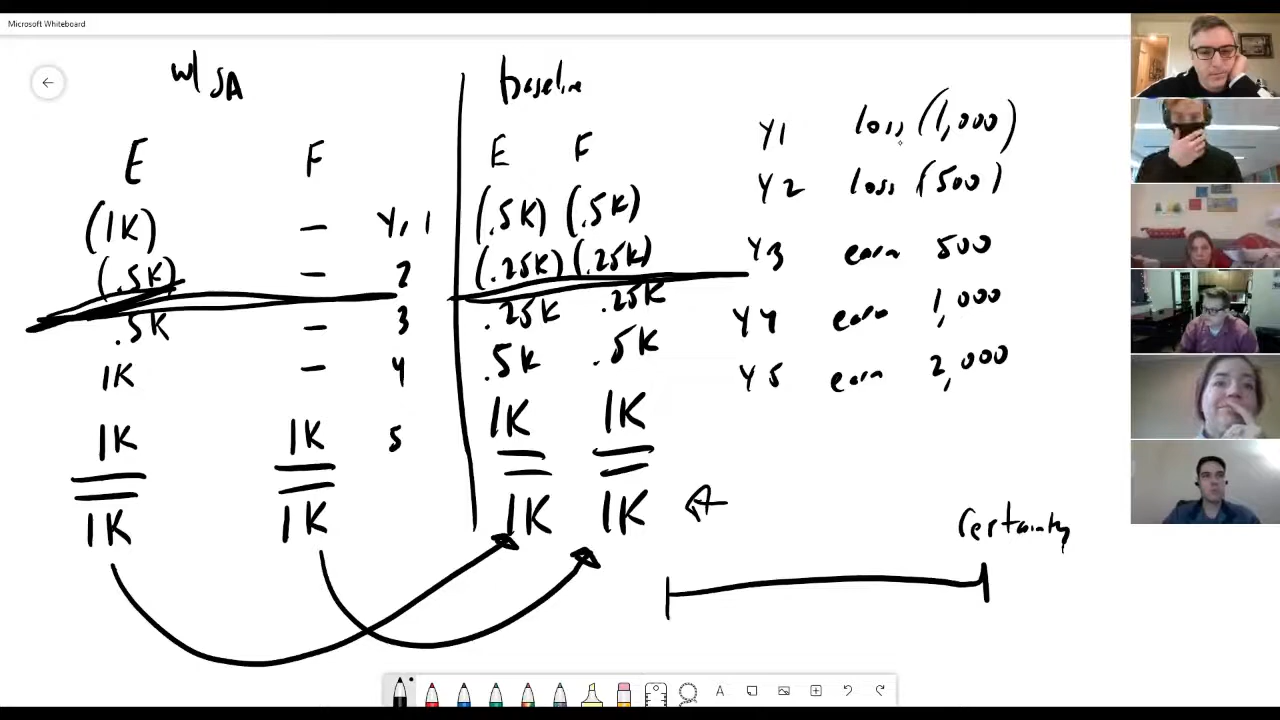 Microsoft Whiteboard
w/ SA
baseline
E F
E F
Y1 loss (1,000)
Y2 loss (500)
Y3 earn 500
Y4 earn 1,000
Y5 earn 2,000
(1K) – Y,1 (.5K) (.5K)
(.5K) – 2 (.25K) (.25K)
.5K – 3 .25K .25K
1K – 4 .5K .5K
1K 1K 5 1K 1K
1K 1K 1K 1K
Certainty
A